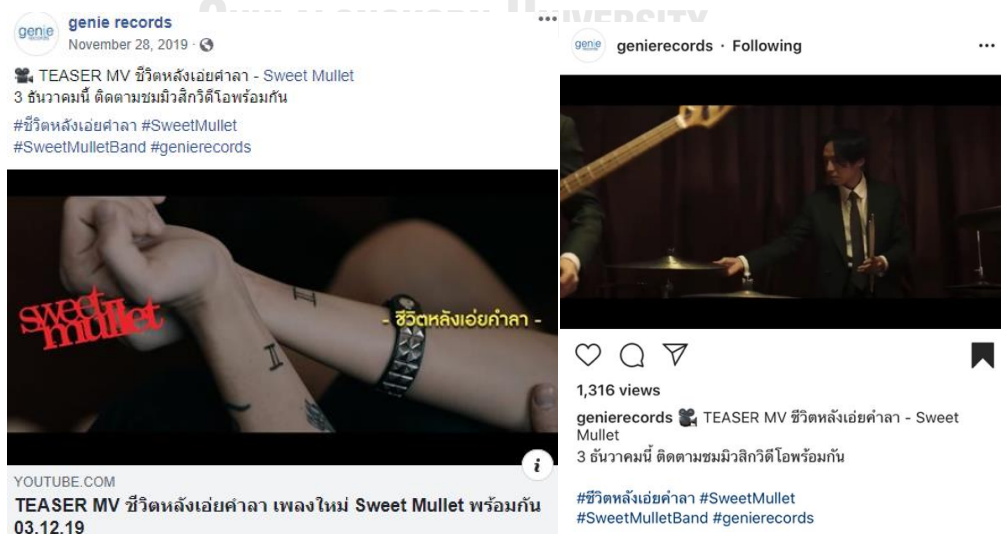 CHULALONGKORN UNIVERSITY
genie records
genie records
November 28, 2019
TEASER MV ชีวิตหลังเอ่ยคำลา - Sweet Mullet
3 ธันวาคมนี้ ติดตามชมมิวสิกวิดีโอพร้อมกัน
#ชีวิตหลังเอ่ยคำลา #SweetMullet
#SweetMulletBand #genierecords
sweet mullet
- ชีวิตหลังเอ่ยคำลา -
II
II
i
YOUTUBE.COM
TEASER MV ชีวิตหลังเอ่ยคำลา เพลงใหม่ Sweet Mullet พร้อมกัน
03.12.19
genie records
genierecords · Following
1,316 views
genierecords TEASER MV ชีวิตหลังเอ่ยคำลา - Sweet
Mullet
3 ธันวาคมนี้ ติดตามชมมิวสิกวิดีโอพร้อมกัน
#ชีวิตหลังเอ่ยคำลา #SweetMullet
#SweetMulletBand #genierecords